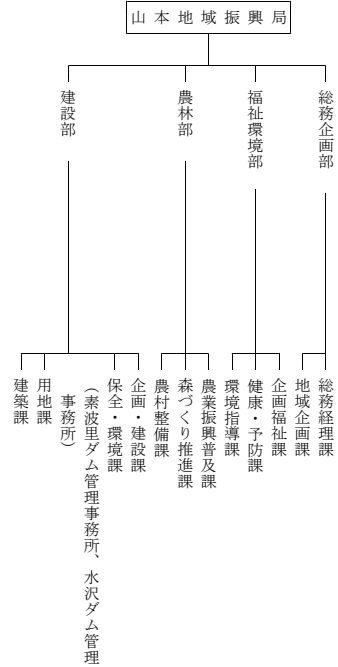 山本地域振興局
総務企画部
福祉環境部
農林部
建設部
総務経理課
地域企画課
企画福祉課
健康・予防課
環境指導課
農業振興普及課
森づくり推進課
農村整備課
企画・建設課
保全・環境課
（素波里ダム管理事務所、水沢ダム管理
事務所）
用地課
建築課